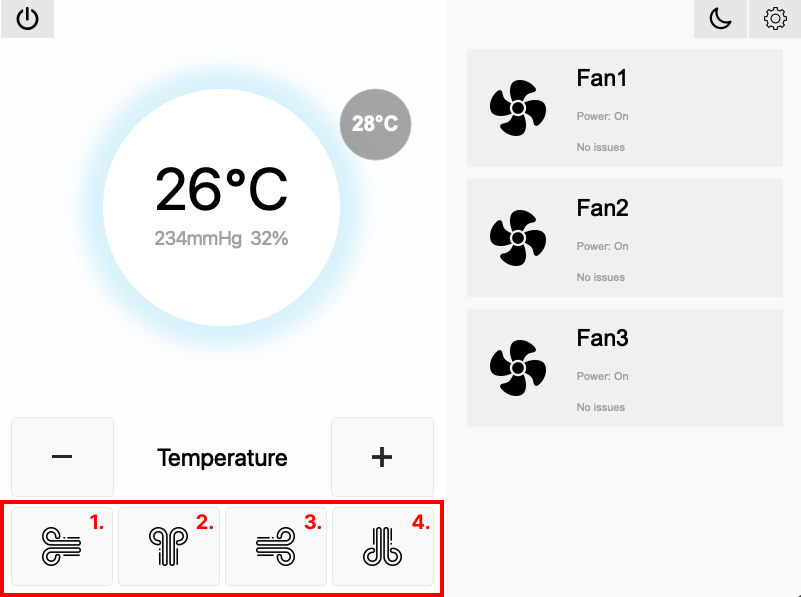 28°C
26°C
234mmHg 32%
− Temperature +
1. 2. 3. 4.
Fan1
Power: On
No issues
Fan2
Power: On
No issues
Fan3
Power: On
No issues